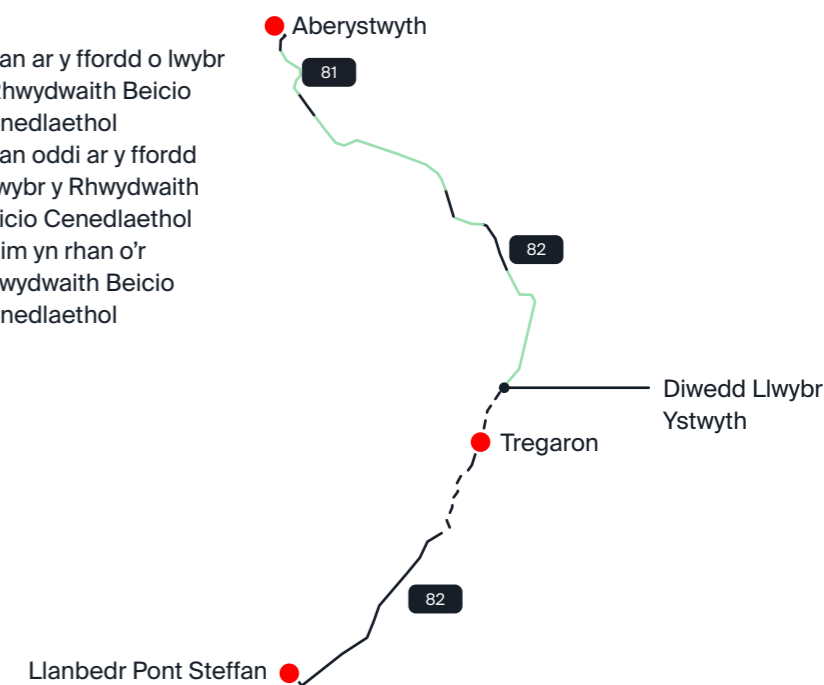 Aberystwyth
an ar y ffordd o lwybr
hwydwaith Beicio
nedlaethol
an oddi ar y ffordd
wybr y Rhwydwaith
icio Cenedlaethol
im yn rhan o'r
wydwaith Beicio
nedlaethol
81
82
Diwedd Llwybr
Ystwyth
Tregaron
82
Llanbedr Pont Steffan